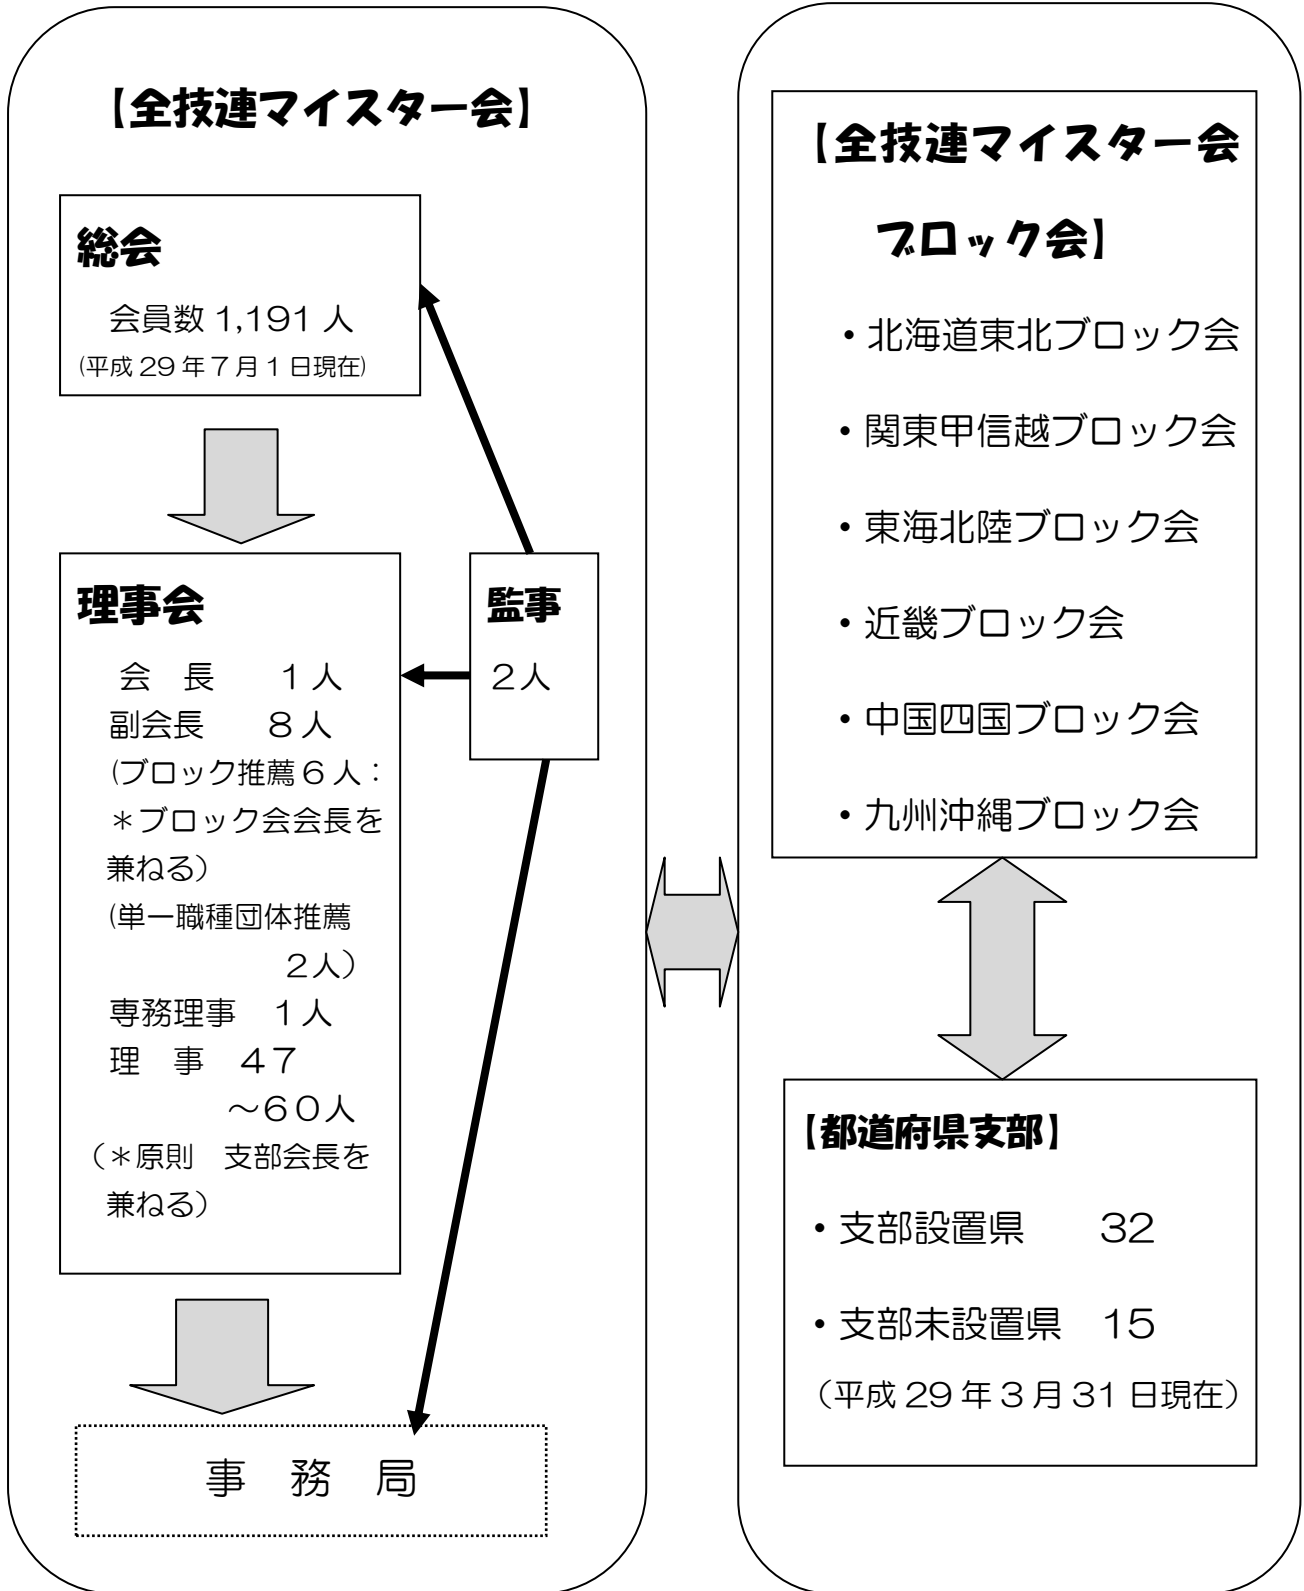 【全技連マイスター会】
総会
会員数 1,191 人
(平成 29 年 7 月 1 日現在)
理事会
会　長　　1 人
副会長　　8 人
(ブロック推薦 6 人：
＊ブロック会会長を
兼ねる)
(単一職種団体推薦
2人)
専務理事　1 人
理　事　47
～60人
(＊原則　支部会長を
兼ねる)
監事
2人
事　務　局
【全技連マイスター会
ブロック会】
・北海道東北ブロック会
・関東甲信越ブロック会
・東海北陸ブロック会
・近畿ブロック会
・中国四国ブロック会
・九州沖縄ブロック会
【都道府県支部】
・支部設置県　　32
・支部未設置県　15
(平成 29 年 3 月 31 日現在)